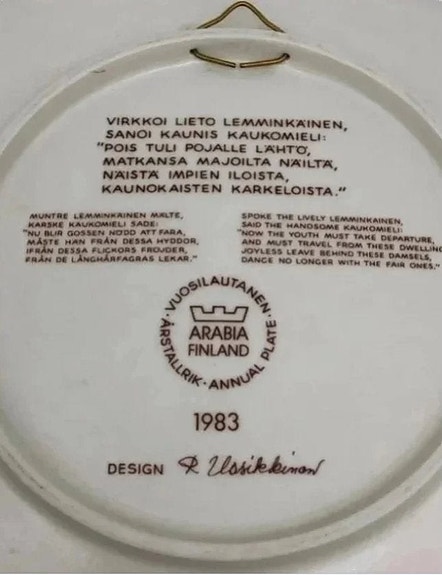 VIRKKOI LIETO LEMMINKÄINEN,
SANOI KAUNIS KAUKOMIELI:
"POIS TULI POJALLE LÄHTÖ,
MATKANSA MAJOILTA NÄILTÄ,
NÄISTÄ IMPIEN ILOISTA,
KAUNOKAISTEN KARKELOISTA."
MUNTRE LEMMINKÄINEN MÄLTE,
KARSKE KAUKOMIELI SADE:
"NU BLIR GOSSEN NÖDD ATT FARA,
MÅSTE HAN FRÅN DESSA HYDDOR,
IFRÅN DESSA FLICKORS FRÖJDER,
FRÅN DE LÅNGHÅRFAGRAS LEKAR."
SPOKE THE LIVELY LEMMINKÄINEN,
SAID THE HANDSOME KAUKOMIELI:
"NOW THE YOUTH MUST TAKE DEPARTURE,
AND MUST TRAVEL FROM THESE DWELLING
JOYLESS LEAVE BEHIND THESE DAMSELS,
DANCE NO LONGER WITH THE FAIR ONES."
· VUOSILAUTANEN ·
ARABIA
FINLAND
ÅRSTALLRIK · ANNUAL PLATE
1983
DESIGN R Uosikkinen